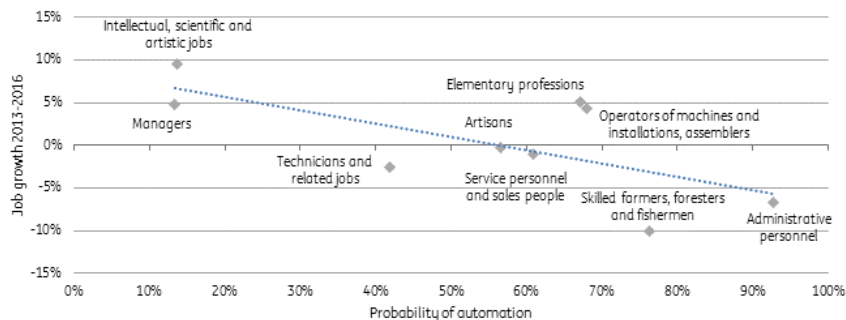 15%
10%
5%
0%
-5%
-10%
-15%
Job growth 2013-2016
Intellectual, scientific and
artistic jobs
Managers
Technicians and
related jobs
Elementary professions
Artisans
Operators of machines and
installations, assemblers
Service personnel
and sales people
Skilled farmers, foresters
and fishermen
Administrative
personnel
0% 10% 20% 30% 40% 50% 60% 70% 80% 90% 100%
Probability of automation